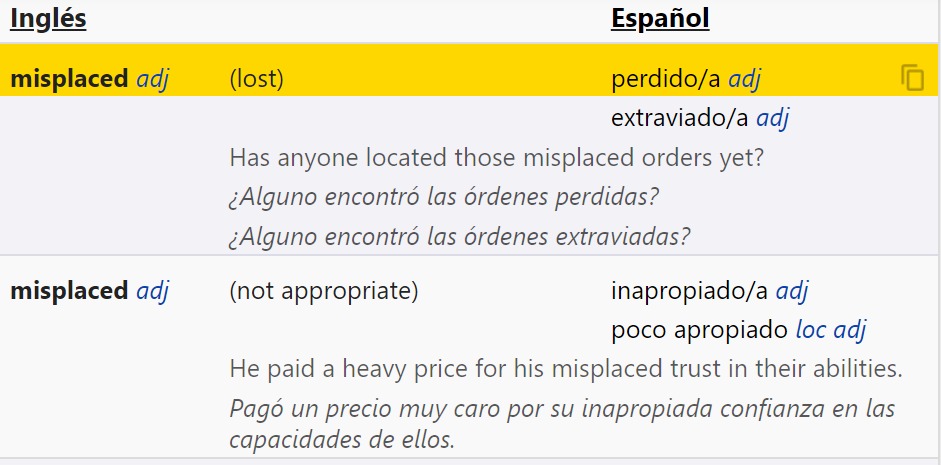 Inglés Español
misplaced adj (lost) perdido/a adj
extraviado/a adj
Has anyone located those misplaced orders yet?
¿Alguno encontró las órdenes perdidas?
¿Alguno encontró las órdenes extraviadas?
misplaced adj (not appropriate) inapropiado/a adj
poco apropiado loc adj
He paid a heavy price for his misplaced trust in their abilities.
Pagó un precio muy caro por su inapropiada confianza en las
capacidades de ellos.